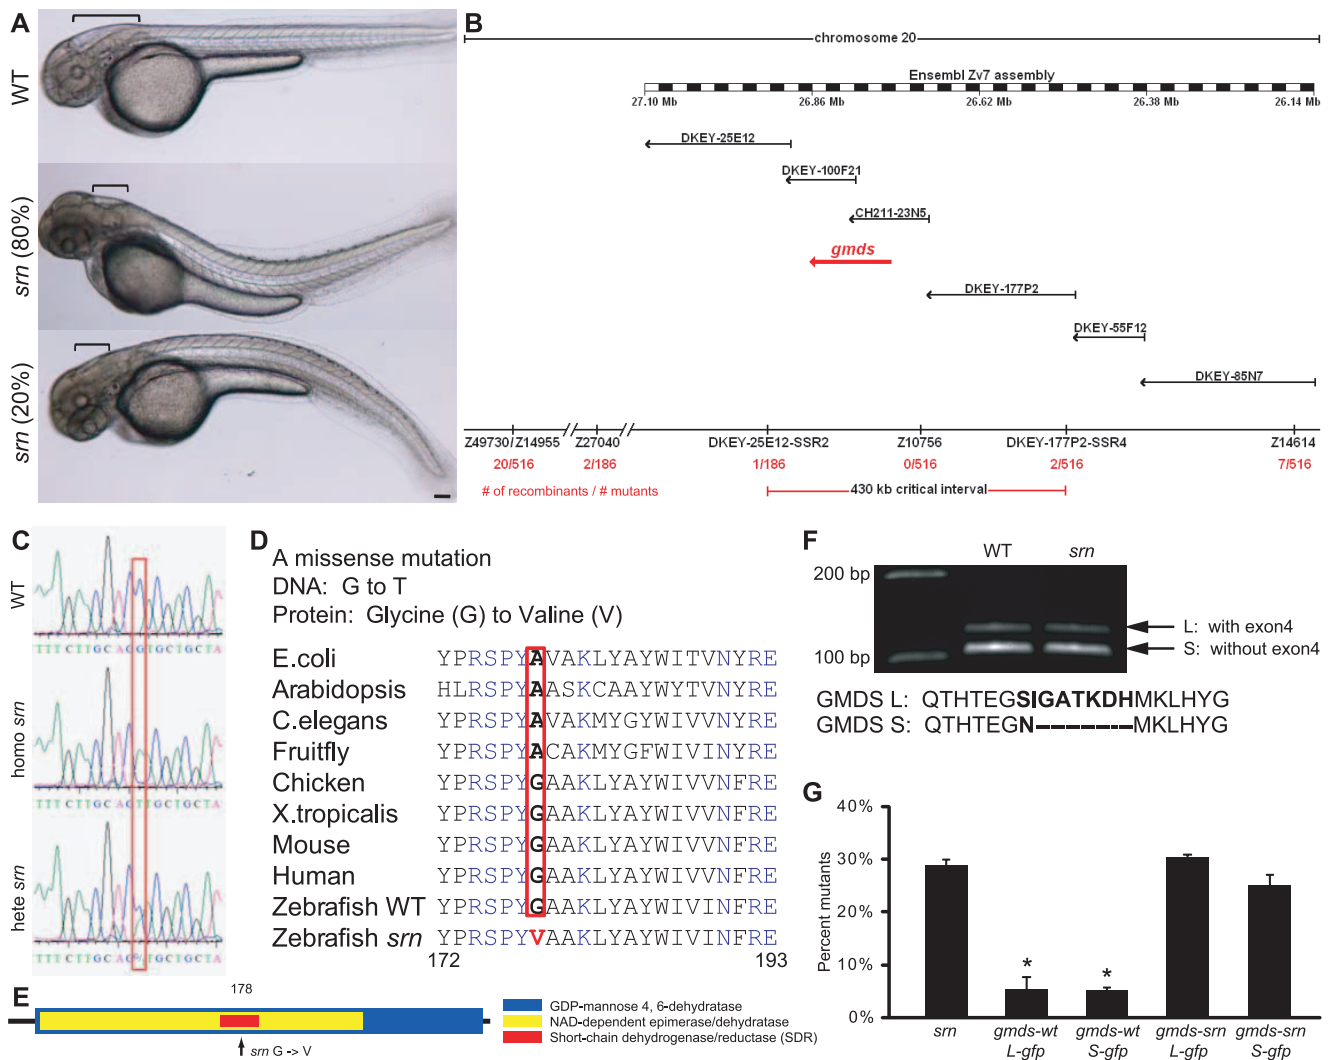 A
WT
srn (80%)
srn (20%)
B
chromosome 20
Ensembl Zv7 assembly
27.10 Mb 26.86 Mb 26.62 Mb 26.38 Mb 26.14 Mb
DKEY-25E12
DKEY-100F21
CH211-23N5
gmds
DKEY-177P2
DKEY-55F12
DKEY-85N7
Z49730/Z14955 Z27040 DKEY-25E12-SSR2 Z10756 DKEY-177P2-SSR4 Z14614
20/516 2/186 1/186 0/516 2/516 7/516
# of recombinants / # mutants
430 kb critical interval
C
WT
TTTCTTGCAGGTGCTGCTA
homo srn
TTTCTTGCAGTTGCTGCTA
hete srn
D
A missense mutation
DNA: G to T
Protein: Glycine (G) to Valine (V)
E.coli YPRSPYAVAKLYAYWITVNYRE
Arabidopsis HLRSPYAASKCAAYWYTVNYRE
C.elegans YPRSPYAVAKMYGYWIVVNYRE
Fruitfly YPRSPYACAKMYGFWIVINYRE
Chicken YPRSPYGAAKLYAYWIVVNFRE
X.tropicalis YPRSPYGAAKLYAYWIVVNFRE
Mouse YPRSPYGAAKLYAYWIVVNFRE
Human YPRSPYGAAKLYAYWIVVNFRE
Zebrafish WT YPRSPYGAAKLYAYWIVINFRE
Zebrafish srn YPRSPYVAAKLYAYWIVINFRE
172 193
E
178
srn G -> V
GDP-mannose 4, 6-dehydratase
NAD-dependent epimerase/dehydratase
Short-chain dehydrogenase/reductase (SDR)
F
WT srn
200 bp
100 bp
L: with exon4
S: without exon4
GMDS L: QTHTEGSIGATKDHMKLHYG
GMDS S: QTHTEGN-------MKLHYG
G
Percent mutants
40%
30%
20%
10%
0%
* *
srn gmds-wt gmds-wt gmds-srn gmds-srn
L-gfp S-gfp L-gfp S-gfp